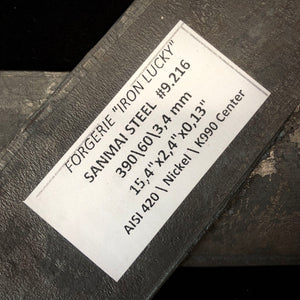 FORGERIE "IRON LUCKY"
SANMAI STEEL #9.216
390\60\3,4 mm
15,4"x2,4"x0,13"
AISI 420 \ Nickel \ K990 Center